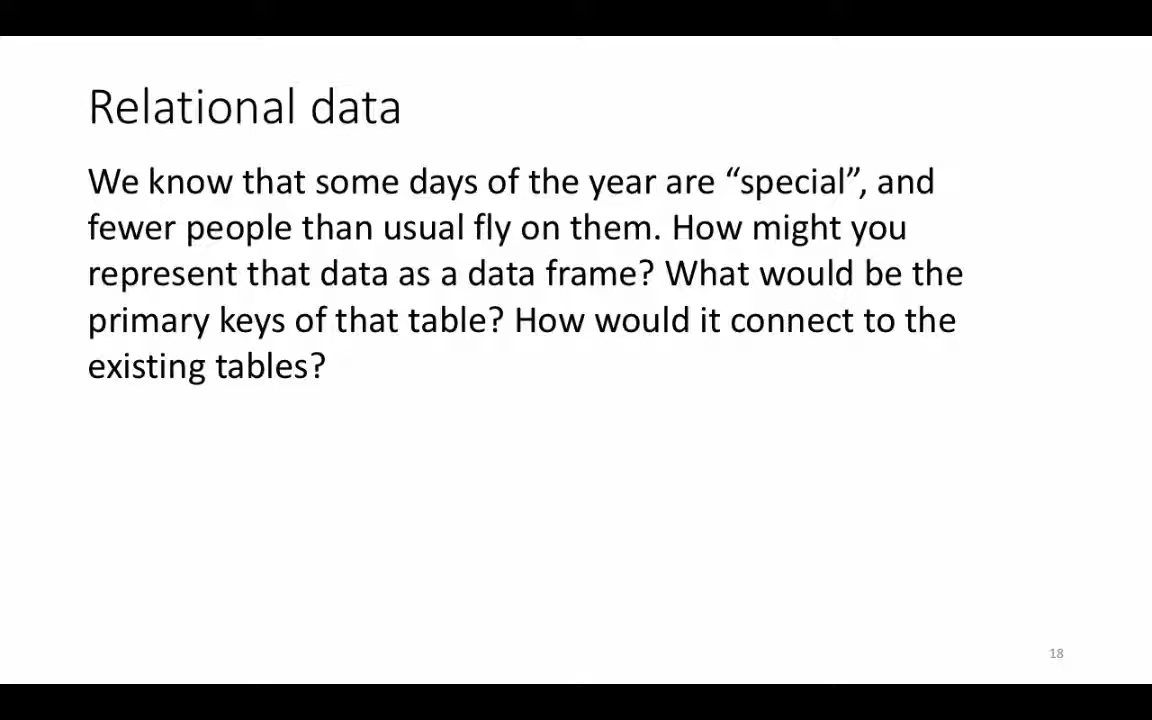 Relational data
We know that some days of the year are “special”, and
fewer people than usual fly on them. How might you
represent that data as a data frame? What would be the
primary keys of that table? How would it connect to the
existing tables?
18